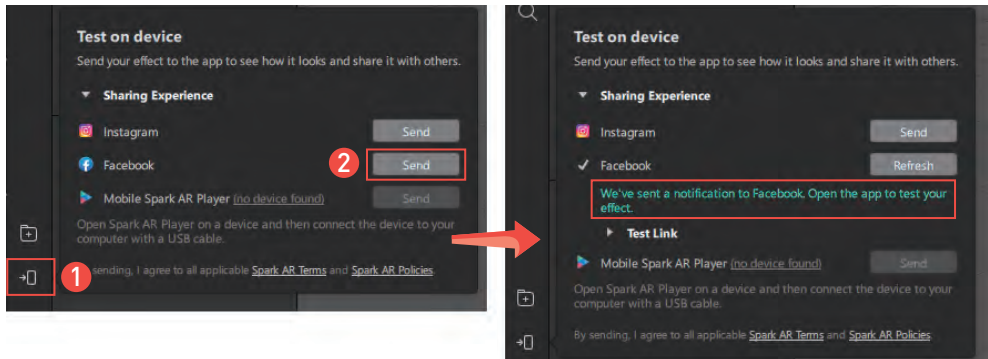 Test on device
Send your effect to the app to see how it looks and share it with others.
Sharing Experience
Instagram
Send
Facebook
2
Send
Mobile Spark AR Player (no device found)
Send
Open Spark AR Player on a device and then connect the device to your
computer with a USB cable.
1
sending, I agree to all applicable Spark AR Terms and Spark AR Policies.
Test on device
Send your effect to the app to see how it looks and share it with others.
Sharing Experience
Instagram
Send
Facebook
Refresh
We've sent a notification to Facebook. Open the app to test your
effect.
Test Link
Mobile Spark AR Player (no device found)
Send
Open Spark AR Player on a device and then connect the device to your
computer with a USB cable.
By sending, I agree to all applicable Spark AR Terms and Spark AR Policies.